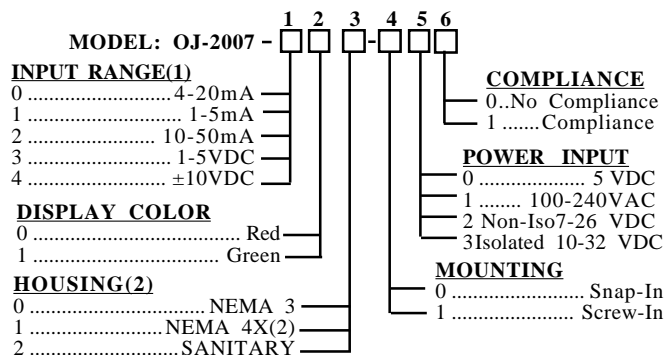 1 2 3 4 5 6
MODEL: OJ-2007 - -
INPUT RANGE(1)
0 ........................ 4-20mA
1 .......................... 1-5mA
2 ...................... 10-50mA
3 ........................ 1-5VDC
4 ....................... ±10VDC
DISPLAY COLOR
0 ................................... Red
1 ................................ Green
HOUSING(2)
0 ............................. NEMA 3
1 ......................NEMA 4X(2)
2 .......................SANITARY
COMPLIANCE
0..No Compliance
1 .......Compliance
POWER INPUT
0 ................... 5 VDC
1 ........ 100-240VAC
2 Non-Iso7-26 VDC
3Isolated 10-32 VDC
MOUNTING
0 ........................ Snap-In
1 ...................... Screw-In